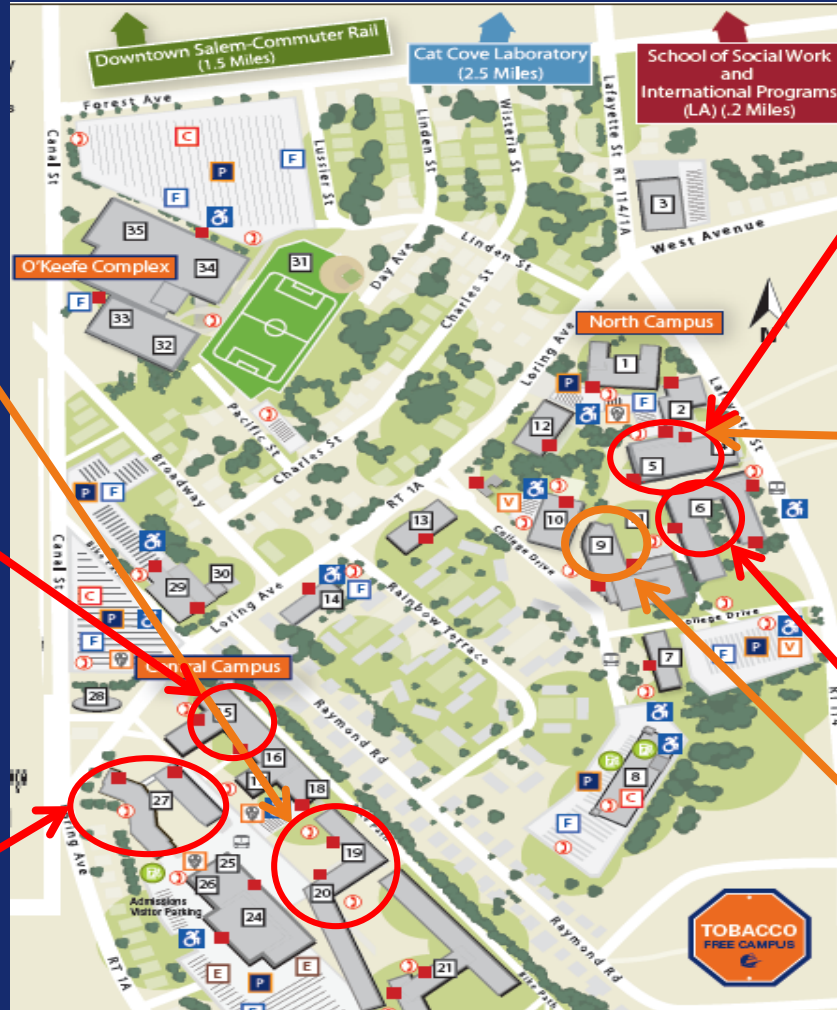 Downtown Salem-Commuter Rail
(1.5 Miles)
Cat Cove Laboratory
(2.5 Miles)
School of Social Work
and
International Programs
(LA) (.2 Miles)
Forest Ave
Canal St
Lussier St
Linden St
Wisteria St
Lafayette St RT 114/1A
C
F
P
F
3
West Avenue
35
34
31
Day Ave
Linden St
O'Keefe Complex
F
33
32
Charles St
Loring Ave
North Campus
N
1
P
F
2
Lafayette St
12
Pacific St
Charles St
5
4
Broadway
P
F
RT 1A
V
10
6
9
13
College Drive
Canal St
Bike
29
30
14
F
C
P
F
Loring Ave
Rainbow Terrace
College Drive
7
F
P
V
Central Campus
28
15
16
18
Raymond Rd
P
8
C
F
27
Loring Ave
19
20
25
26
24
Admissions
Visitor Parking
E
E
P
F
21
RT 1A
Bike Path
Raymond Rd
TOBACCO
FREE CAMPUS